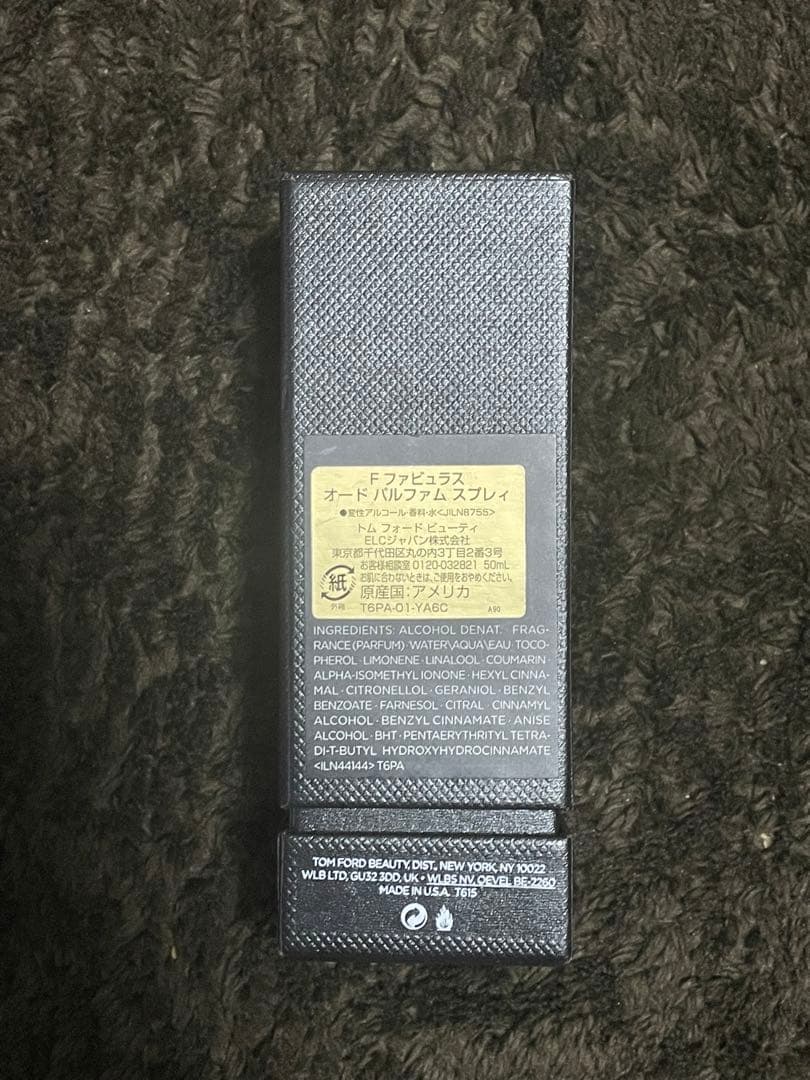 F ファビュラス
オード パルファム スプレィ
●変性アルコール・香料・水<JILN8755>
トム フォード ビューティ
ELCジャパン株式会社
東京都千代田区丸の内3丁目2番3号
お客様相談室 0120-032821 50mL
お肌に合わないときは、ご使用をおやめください。
紙 原産国:アメリカ
外箱 T6PA-01-YA6C A90
INGREDIENTS: ALCOHOL DENAT. · FRAG-
RANCE (PARFUM) · WATER\AQUA\EAU · TOCO-
PHEROL · LIMONENE · LINALOOL · COUMARIN ·
ALPHA-ISOMETHYL IONONE · HEXYL CINNA-
MAL · CITRONELLOL · GERANIOL · BENZYL
BENZOATE · FARNESOL · CITRAL · CINNAMYL
ALCOHOL · BENZYL CINNAMATE · ANISE
ALCOHOL · BHT · PENTAERYTHRITYL TETRA-
DI-T-BUTYL HYDROXYHYDROCINNAMATE
<ILN44144> T6PA
TOM FORD BEAUTY, DIST., NEW YORK, NY 10022
WLB LTD, GU32 3DD, UK • WLBS NV, OEVEL BE-2260
MADE IN U.S.A. T615